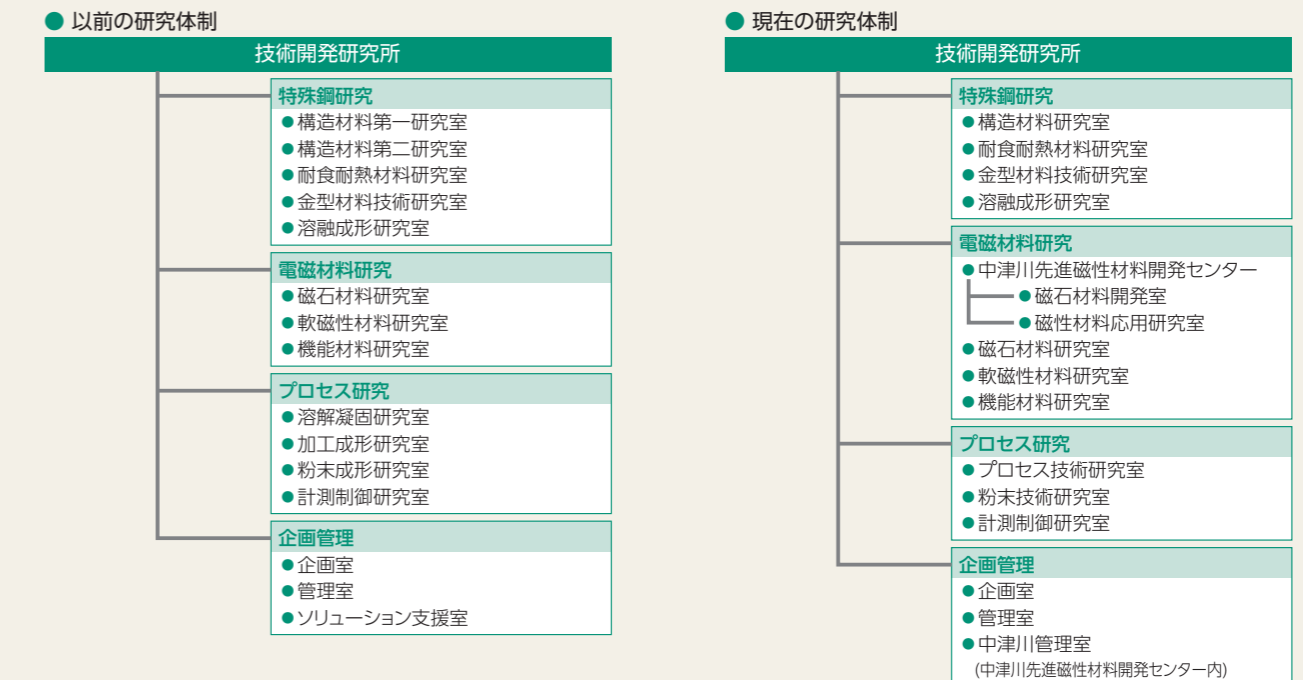 ● 以前の研究体制
技術開発研究所
特殊鋼研究
●構造材料第一研究室
●構造材料第二研究室
●耐食耐熱材料研究室
●金型材料技術研究室
●溶融成形研究室
電磁材料研究
●磁石材料研究室
●軟磁性材料研究室
●機能材料研究室
プロセス研究
●溶解凝固研究室
●加工成形研究室
●粉末成形研究室
●計測制御研究室
企画管理
●企画室
●管理室
●ソリューション支援室
● 現在の研究体制
技術開発研究所
特殊鋼研究
●構造材料研究室
●耐食耐熱材料研究室
●金型材料技術研究室
●溶融成形研究室
電磁材料研究
●中津川先進磁性材料開発センター
●磁石材料開発室
●磁性材料応用研究室
●磁石材料研究室
●軟磁性材料研究室
●機能材料研究室
プロセス研究
●プロセス技術研究室
●粉末技術研究室
●計測制御研究室
企画管理
●企画室
●管理室
●中津川管理室
(中津川先進磁性材料開発センター内)